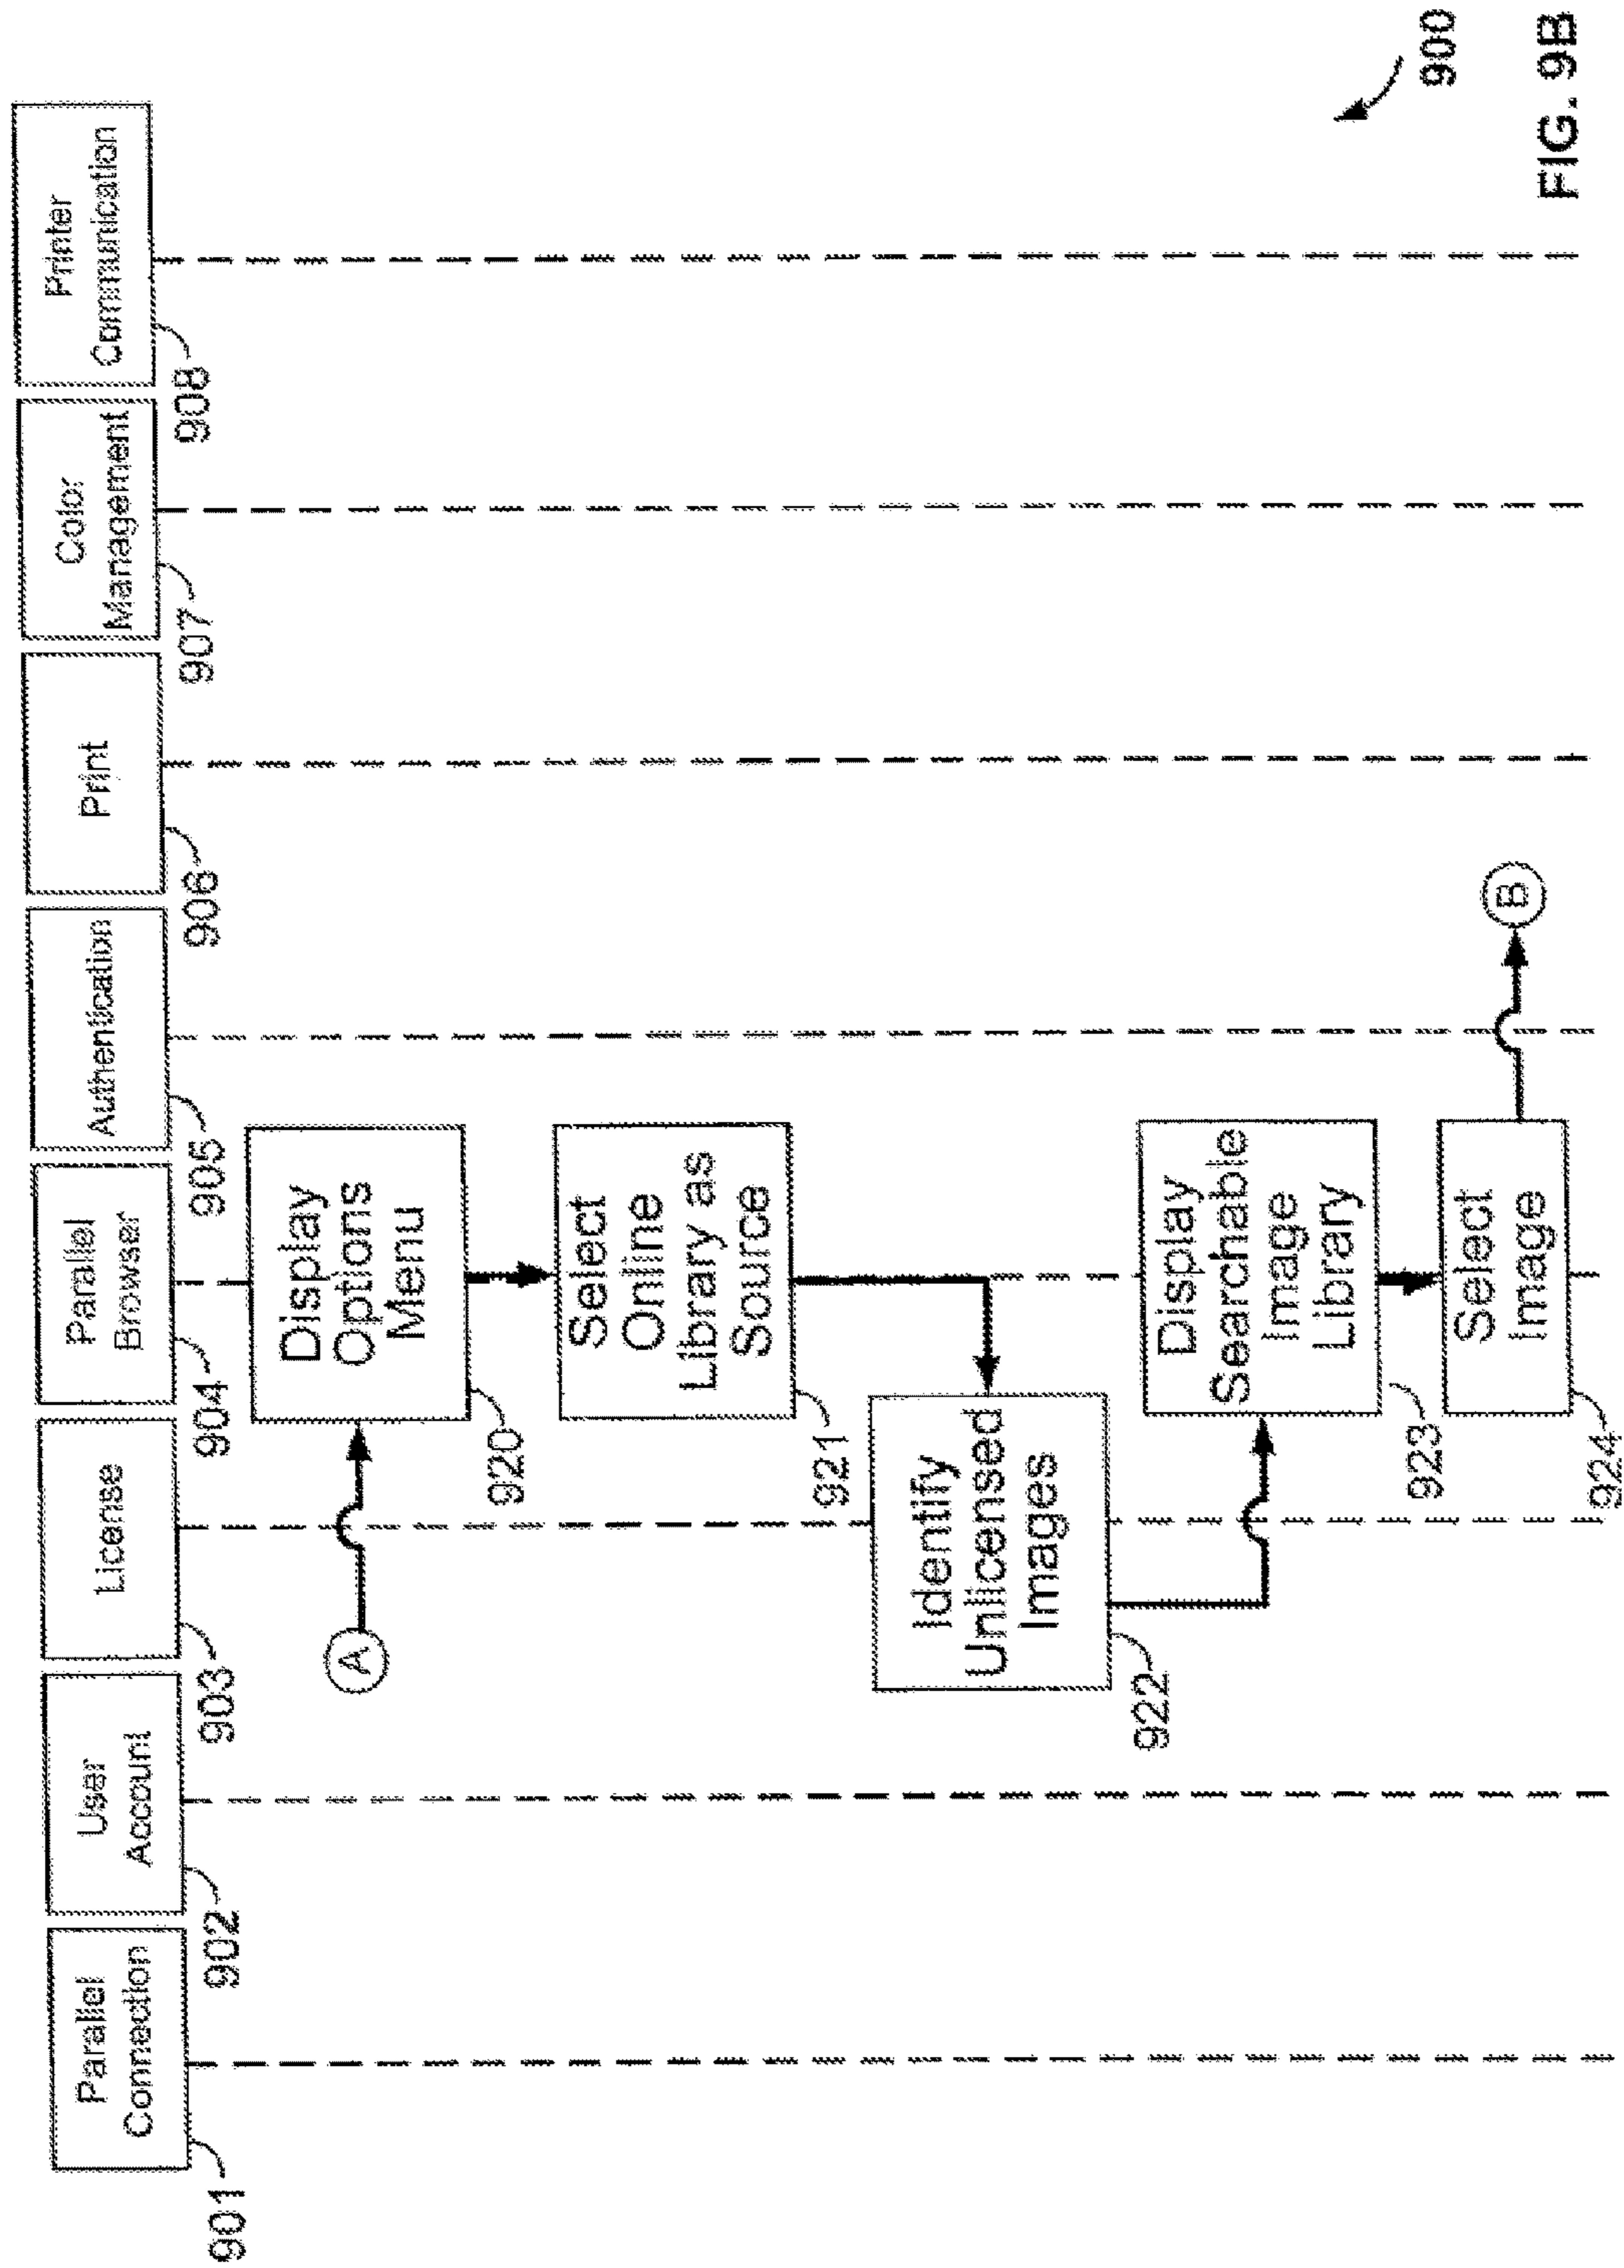 Parallel
Connection
901
User
Account
902
License
903
Parallel
Browser
904
Authentication
905
Print
906
Color
Management
907
Printer
Communication
908
A
Display
Options
Menu
920
Select
Online
Library as
Source
921
Identify
Unlicensed
Images
922
Display
Searchable
Image
Library
923
Select
Image
924
B
900
FIG. 9B